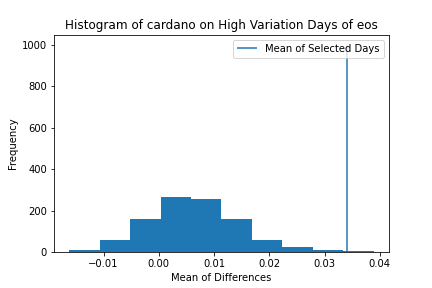 Histogram of cardano on High Variation Days of eos
Mean of Selected Days
1000
800
600
400
200
0
Frequency
−0.01 0.00 0.01 0.02 0.03 0.04
Mean of Differences